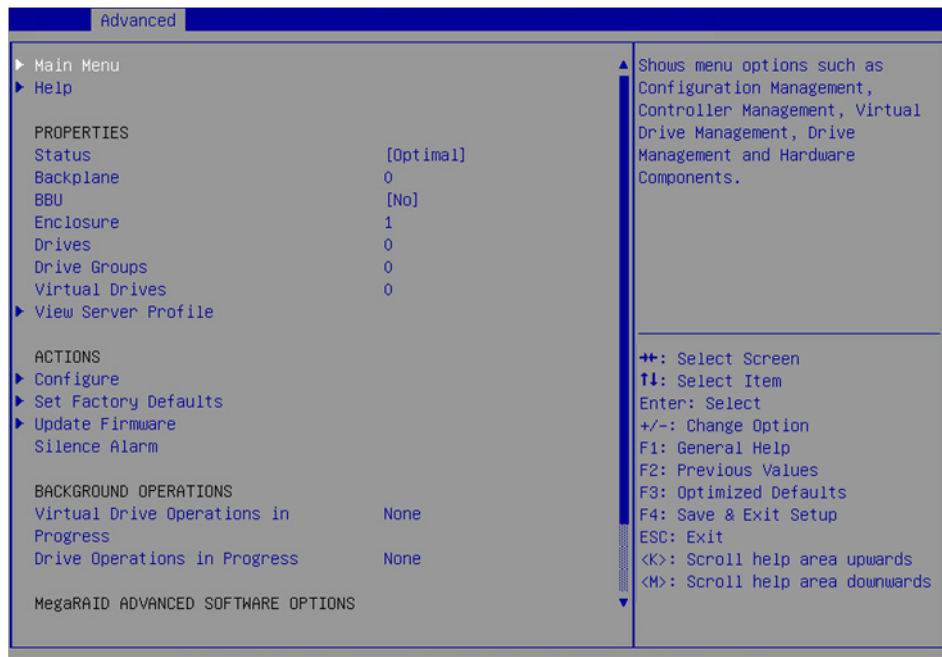 Advanced
Main Menu
Help
PROPERTIES
Status [Optimal]
Backplane 0
BBU [No]
Enclosure 1
Drives 0
Drive Groups 0
Virtual Drives 0
View Server Profile
ACTIONS
Configure
Set Factory Defaults
Update Firmware
Silence Alarm
BACKGROUND OPERATIONS
Virtual Drive Operations in None
Progress
Drive Operations in Progress None
MegaRAID ADVANCED SOFTWARE OPTIONS
Shows menu options such as
Configuration Management,
Controller Management, Virtual
Drive Management, Drive
Management and Hardware
Components.
→←: Select Screen
↑↓: Select Item
Enter: Select
+/-: Change Option
F1: General Help
F2: Previous Values
F3: Optimized Defaults
F4: Save & Exit Setup
ESC: Exit
<K>: Scroll help area upwards
<M>: Scroll help area downwards